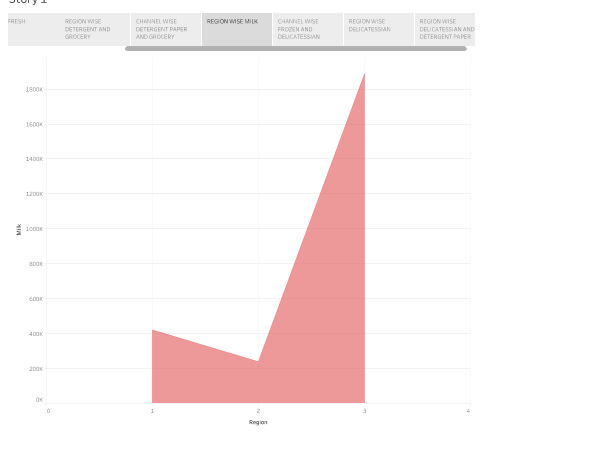 Story 1
FRESH
REGION WISE
DETERGENT AND
GROCERY
CHANNEL WISE
DETERGENT PAPER
AND GROCERY
REGION WISE MILK
CHANNEL WISE
FROZEN AND
DELICATESSIAN
REGION WISE
DELICATESSIAN
REGION WISE
DELICATESSIAN AND
DETERGENT PAPER
1800K
1600K
1400K
1200K
1000K
800K
600K
400K
200K
0K
Milk
0 1 2 3 4
Region